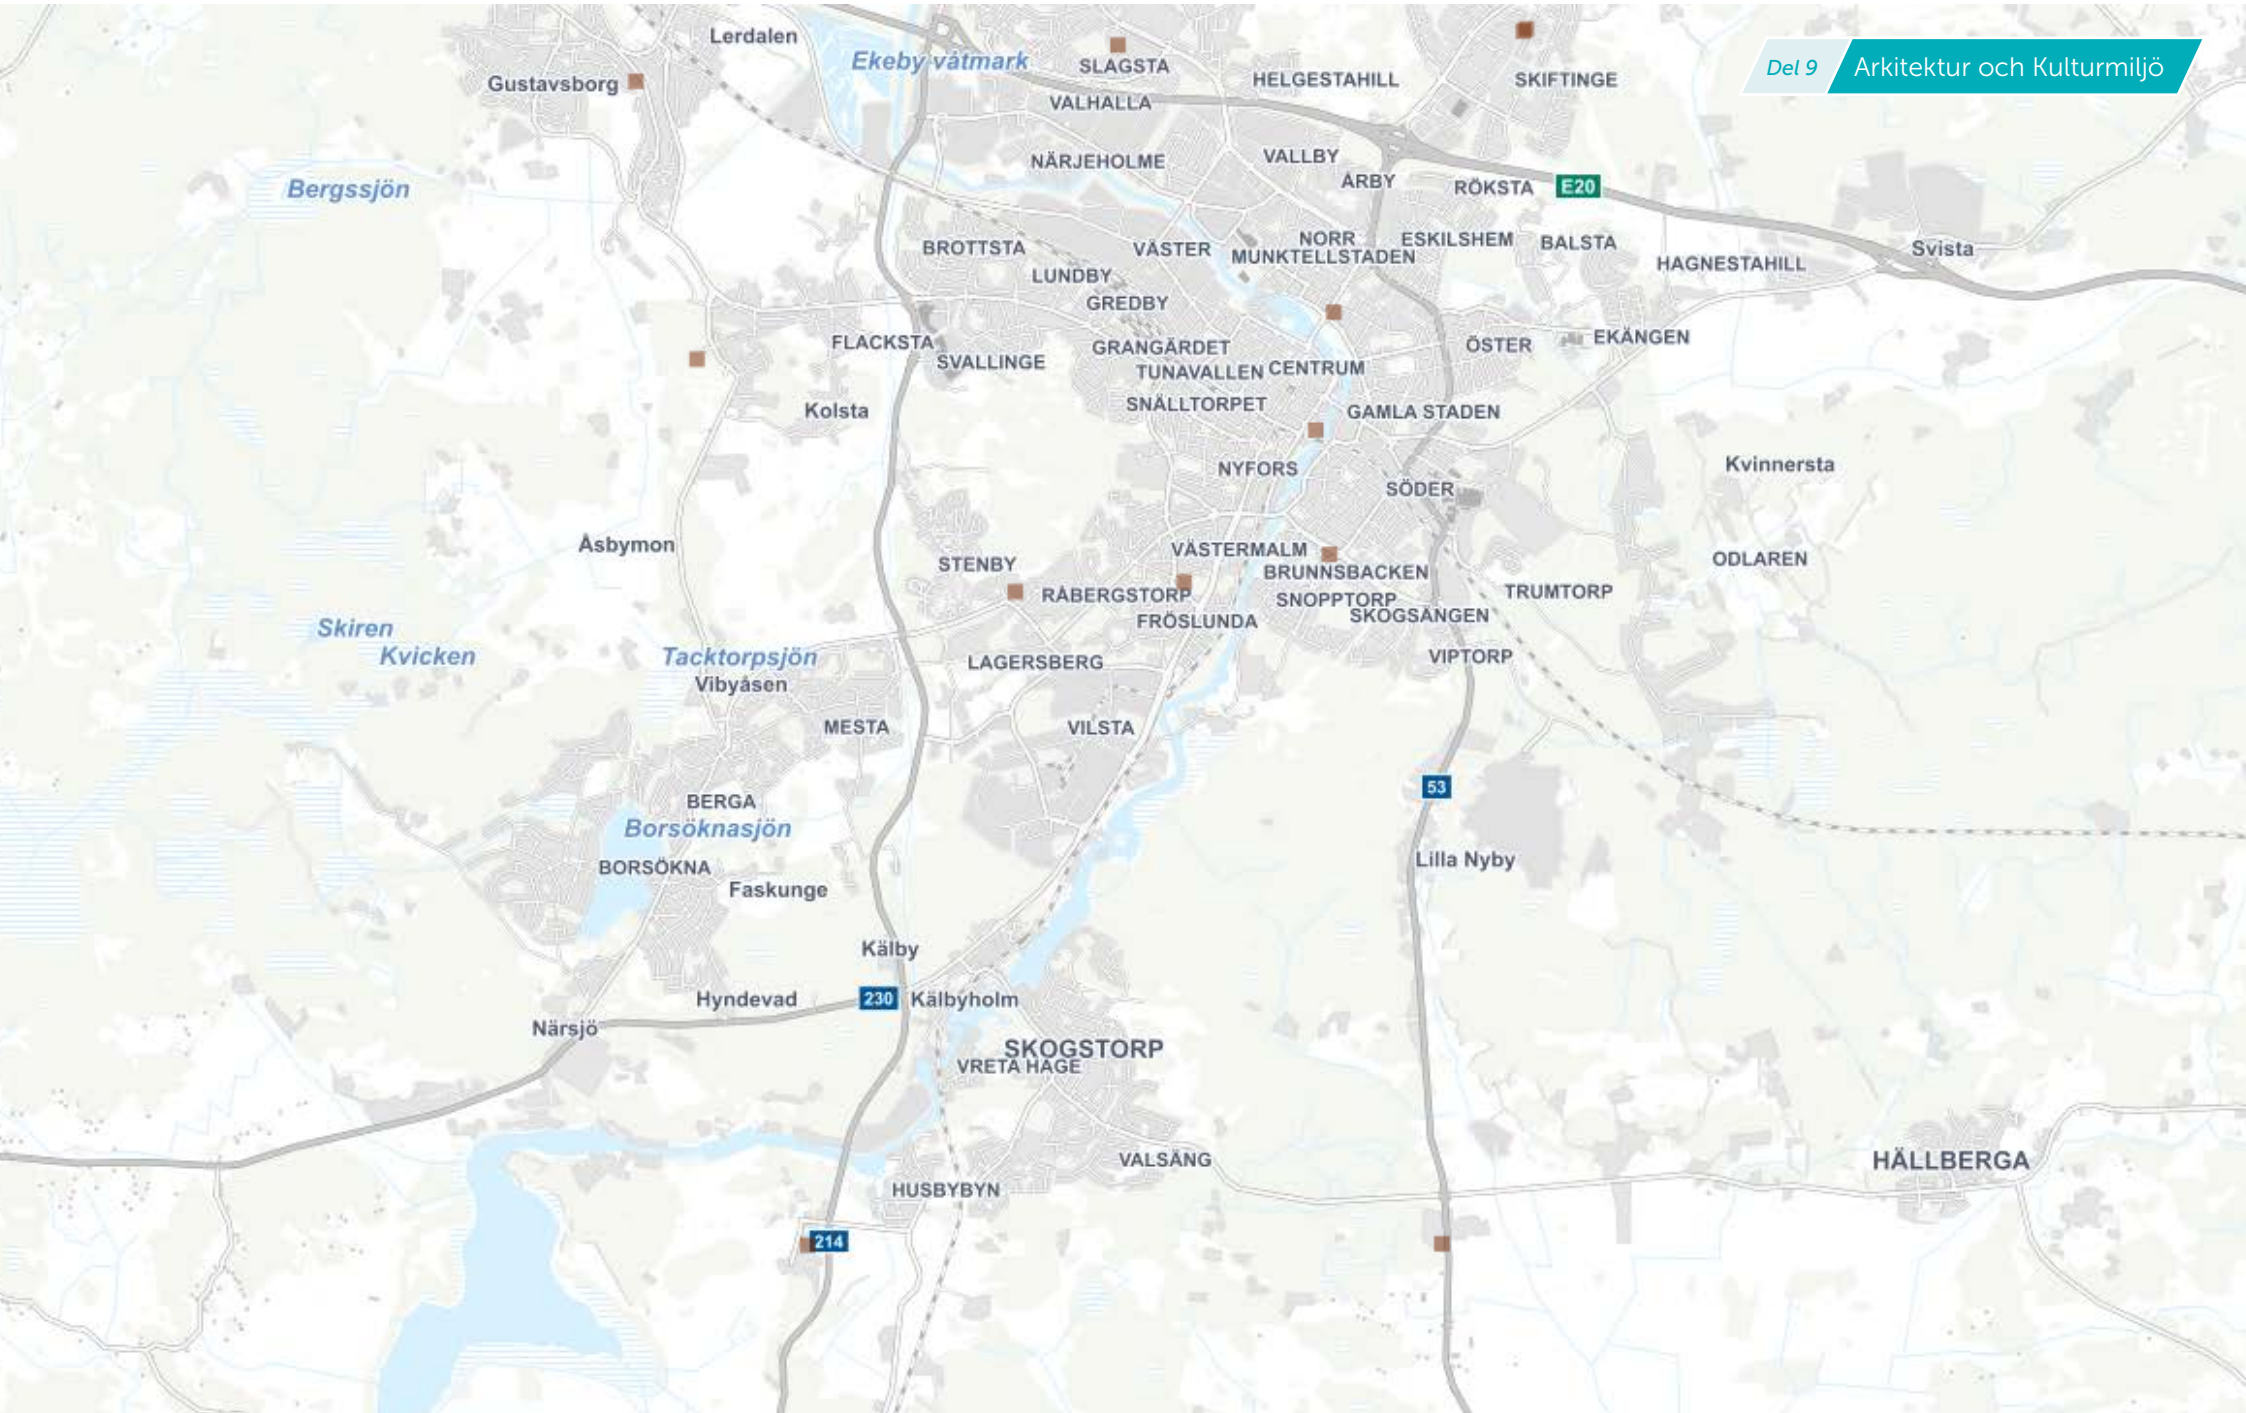 Lerdalen
Ekeby våtmark
SLAGSTA
HELGESTAHILL
SKIFTINGE
Del 9 Arkitektur och Kulturmiljö
Gustavsborg
VALHALLA
NÄRJEHOLME
VALLBY
ÅRBY
RÖKSTA
E20
Bergssjön
BROTTSTA
VÄSTER
NORR
MUNKTELLSTADEN
ESKILSHEM
BALSTA
HAGNESTAHILL
Svista
LUNDBY
GREDBY
FLACKSTA
SVALLINGE
GRANGÄRDET
TUNAVALLEN
CENTRUM
ÖSTER
EKÄNGEN
Kolsta
SNÄLLTORPET
GAMLA STADEN
NYFORS
SÖDER
Kvinnersta
Åsbymon
STENBY
VÄSTERMALM
BRUNNSBACKEN
ODLAREN
RÅBERGSTORP
SNOPPTORP
TRUMTORP
FRÖSLUNDA
SKOGSÄNGEN
Skiren
Kvicken
Tacktorpsjön
Vibyåsen
LAGERSBERG
VIPTORP
MESTA
VILSTA
53
BERGA
Borsöknasjön
BORSÖKNA
Faskunge
Lilla Nyby
Kälby
Hyndevad
230
Kälbyholm
Närsjö
SKOGSTORP
VRETA HAGE
VALSÄNG
HÄLLBERGA
HUSBYBYN
214